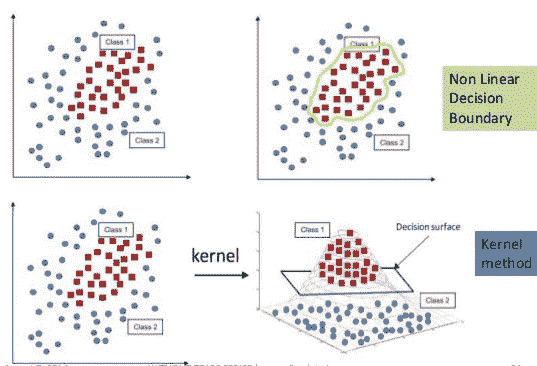 Class 1
Class 2
Class 1
Class 2
Non Linear
Decision
Boundary
Class 1
Class 2
kernel
Class 1
Decision surface
Class 2
Kernel
method